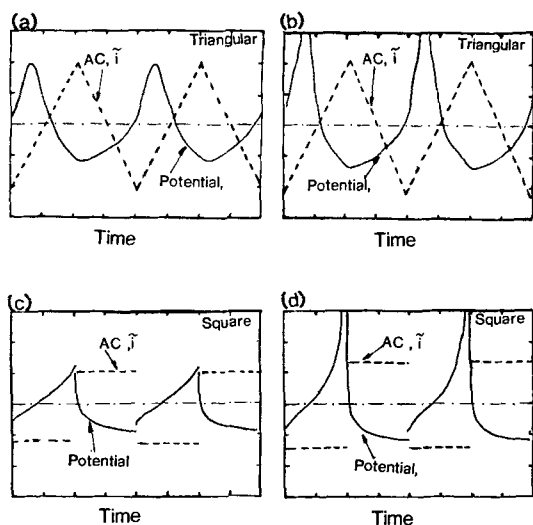 (a)
Triangular
AC, ĩ
Potential,
Time
(b)
Triangular
AC, ĩ
Potential,
Time
(c)
Square
AC, ĩ
Potential
Time
(d)
Square
AC, ĩ
Potential,
Time